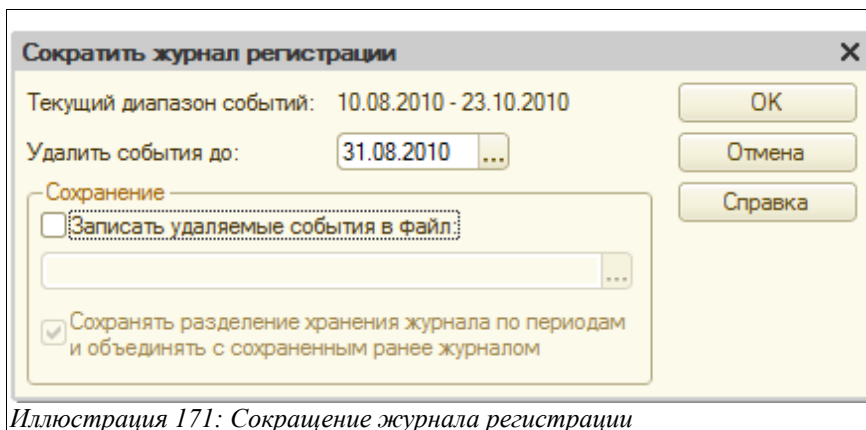 Сократить журнал регистрации
Текущий диапазон событий: 10.08.2010 - 23.10.2010
OK
Удалить события до: 31.08.2010 ...
Отмена
Справка
Сохранение
Записать удаляемые события в файл:
...
Сохранять разделение хранения журнала по периодам
и объединять с сохраненным ранее журналом
Иллюстрация 171: Сокращение журнала регистрации